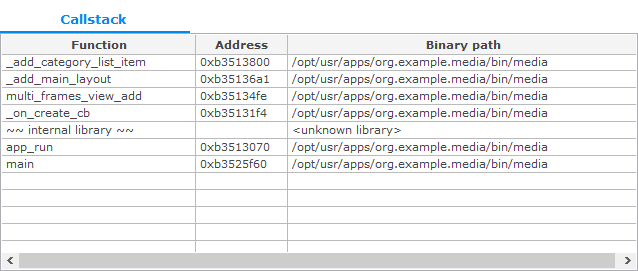 Callstack
Function Address Binary path
_add_category_list_item 0xb3513800 /opt/usr/apps/org.example.media/bin/media
_add_main_layout 0xb35136a1 /opt/usr/apps/org.example.media/bin/media
multi_frames_view_add 0xb35134fe /opt/usr/apps/org.example.media/bin/media
_on_create_cb 0xb35131f4 /opt/usr/apps/org.example.media/bin/media
~~ internal library ~~ <unknown library>
app_run 0xb3513070 /opt/usr/apps/org.example.media/bin/media
main 0xb3525f60 /opt/usr/apps/org.example.media/bin/media